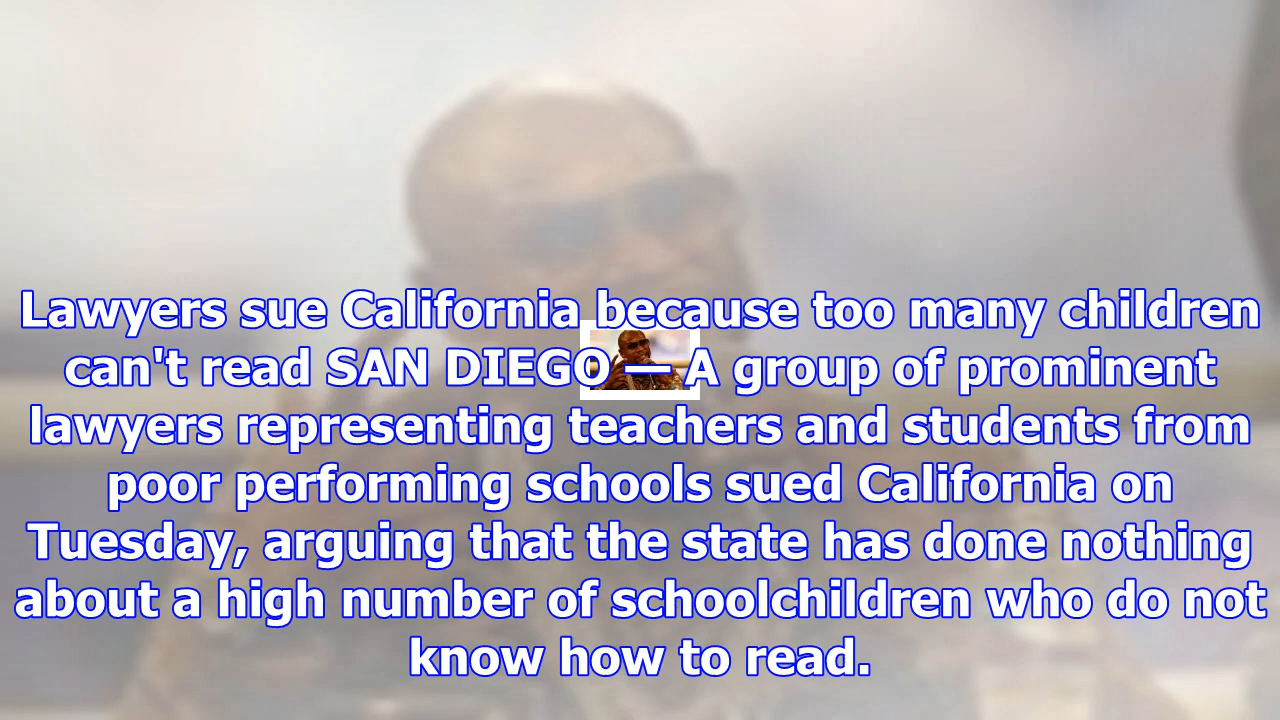 Lawyers sue California because too many children
can't read SAN DIEGO — A group of prominent
lawyers representing teachers and students from
poor performing schools sued California on
Tuesday, arguing that the state has done nothing
about a high number of schoolchildren who do not
know how to read.